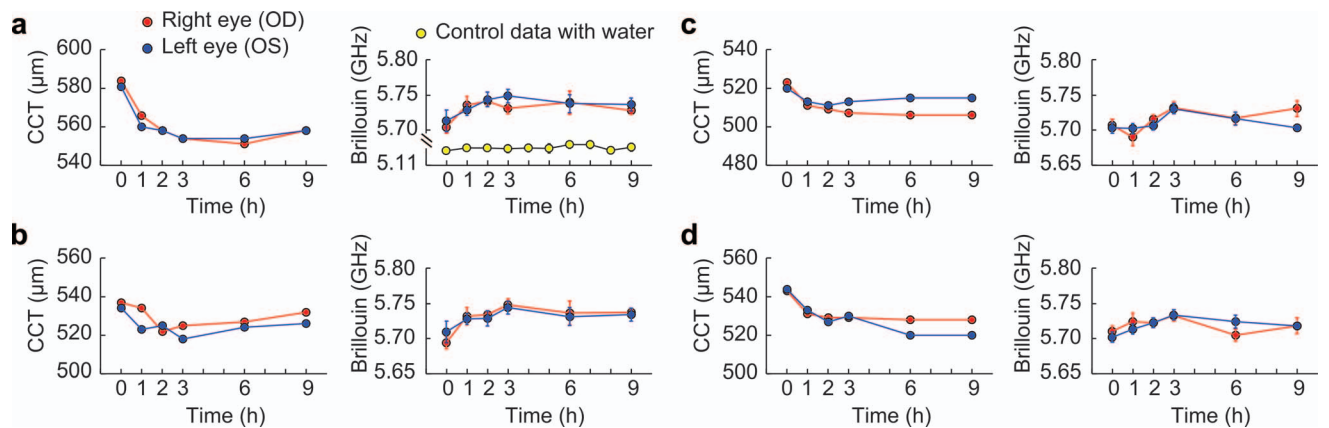 a
Right eye (OD)
Left eye (OS)
Control data with water
CCT (μm)
600
580
560
540
0 1 2 3 6 9
Time (h)
Brillouin (GHz)
5.80
5.75
5.70
5.11
0 1 2 3 6 9
Time (h)
c
CCT (μm)
540
520
500
480
0 1 2 3 6 9
Time (h)
Brillouin (GHz)
5.80
5.75
5.70
5.65
0 1 2 3 6 9
Time (h)
b
CCT (μm)
560
540
520
500
0 1 2 3 6 9
Time (h)
Brillouin (GHz)
5.80
5.75
5.70
5.65
0 1 2 3 6 9
Time (h)
d
CCT (μm)
560
540
520
500
0 1 2 3 6 9
Time (h)
Brillouin (GHz)
5.80
5.75
5.70
5.65
0 1 2 3 6 9
Time (h)